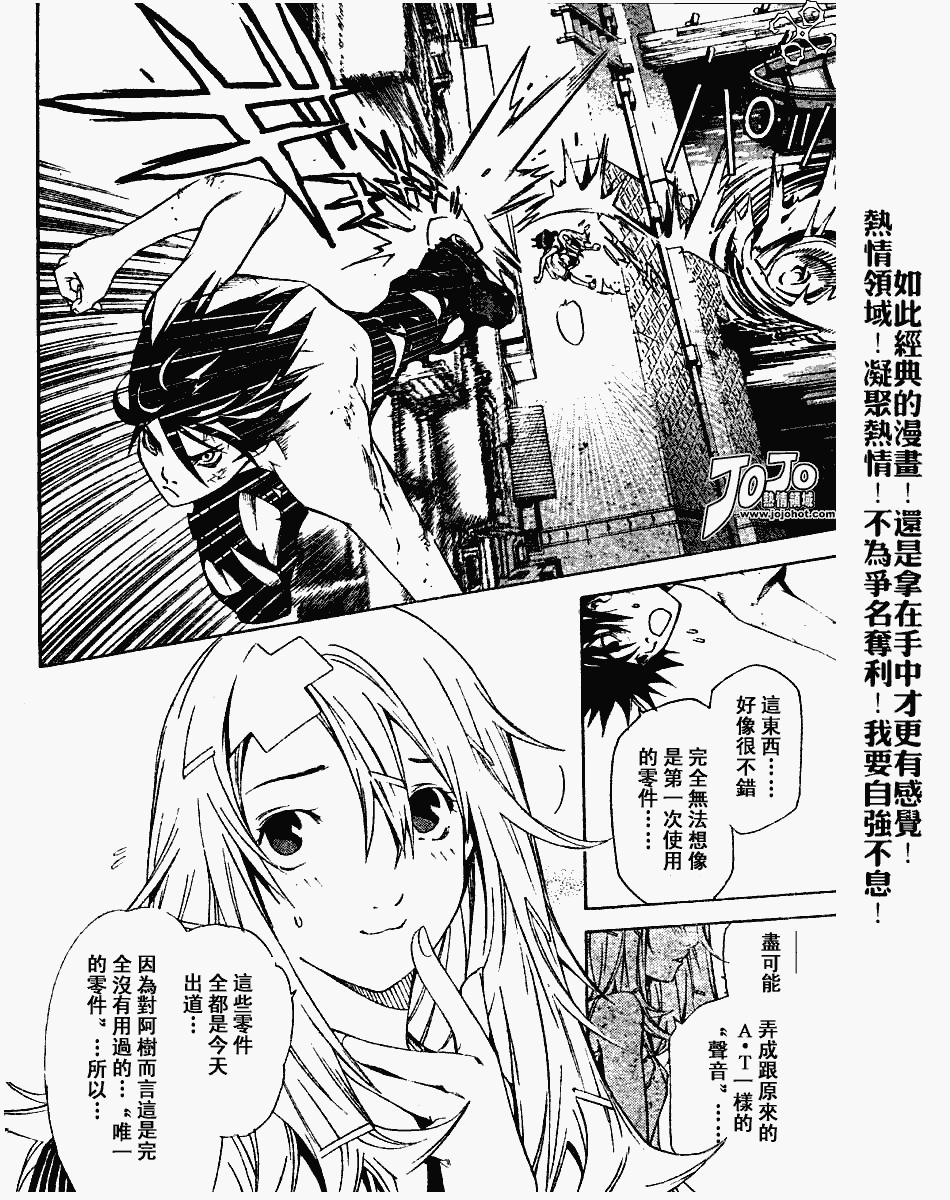 如此經典的漫畫！還是拿在手中才更有感覺！
熱情領域！凝聚熱情！不為爭名奪利！我要自強不息！
JOJO
熱情領域
www.jojohot.com
這東西……
好像很不錯
完全無法想像
是第一次使用
的零件……
盡可能
弄成跟原來的
A・T一樣的
“聲音”……
這些零件
全都是今天
出道…
因為對阿樹而言這是完
全沒有用過的…“唯一
的零件”…所以…